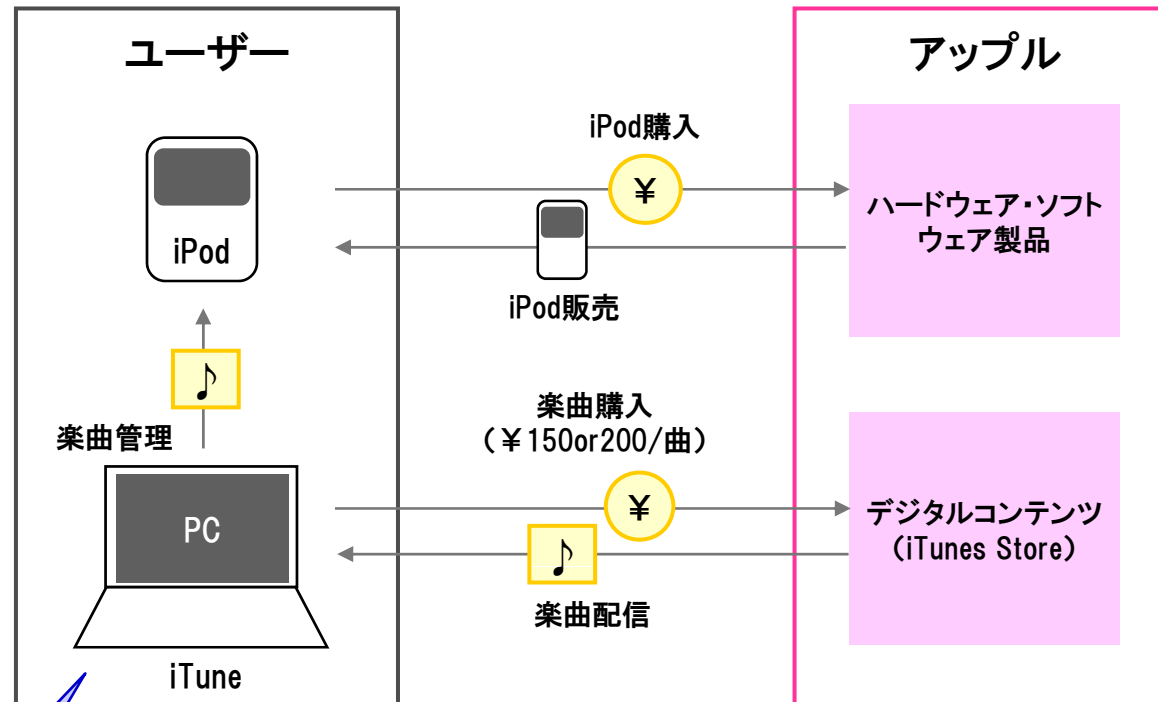 ユーザー
アップル
iPod購入
¥
ハードウェア・ソフト
ウェア製品
iPod
iPod販売
♪
楽曲管理
楽曲購入
（￥150or200/曲）
¥
PC
デジタルコンテンツ
（iTunes Store）
♪
楽曲配信
iTune